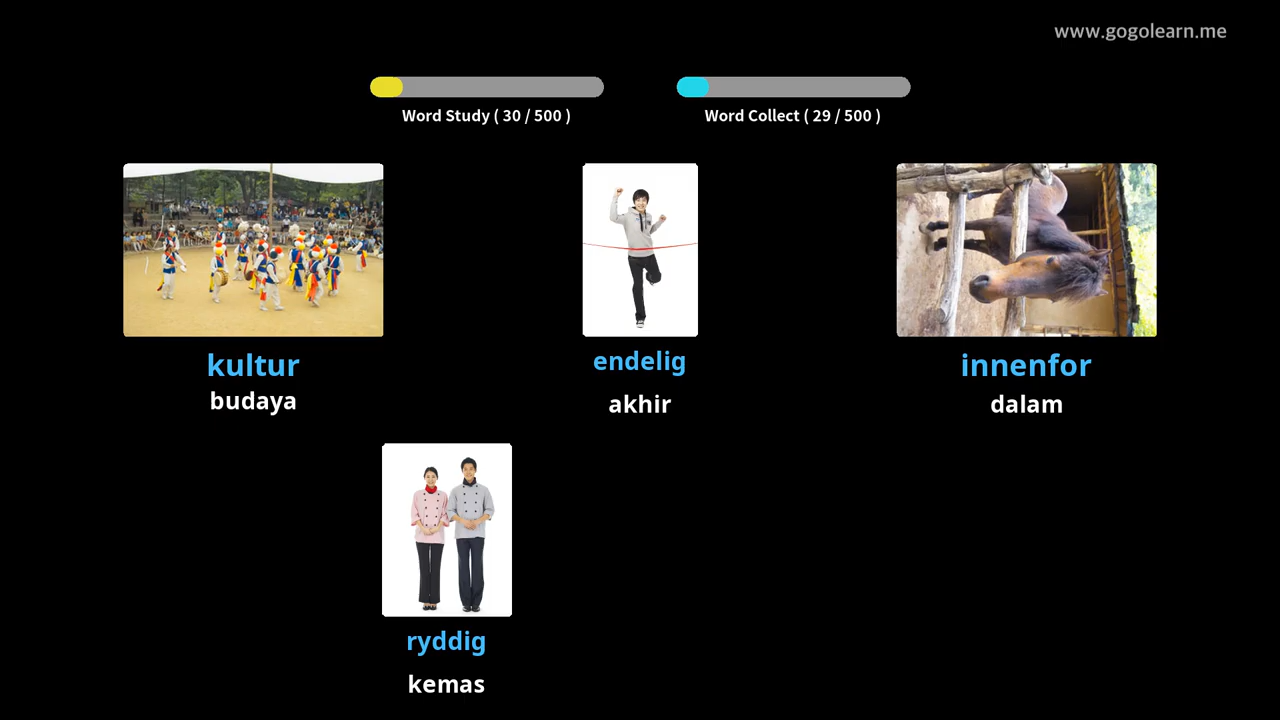 www.gogolearn.me
Word Study ( 30 / 500 )
Word Collect ( 29 / 500 )
kultur
budaya
endelig
akhir
innenfor
dalam
ryddig
kemas